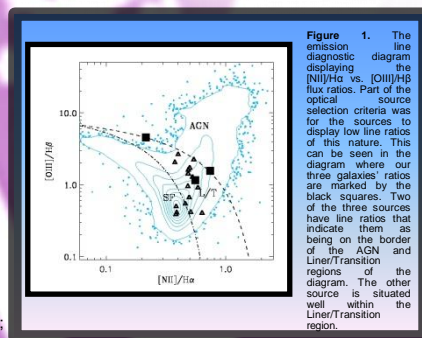 Figure 1. The
emission line
diagnostic diagram
displaying the
[NII]/Hα vs. [OIII]/Hβ
flux ratios. Part of the
optical source
selection criteria was
for the sources to
display low line ratios
of this nature. This
can be seen in the
diagram where our
three galaxies' ratios
are marked by the
black squares. Two
of the three sources
have line ratios that
indicate them as
being on the border
of the AGN and
Liner/Transition
regions of the
diagram. The other
source is situated
well within the
Liner/Transition
region.
AGN
SF
L/T
[OIII]/Hβ
10.0
1.0
0.1
0.1
1.0
[NII]/Hα
;